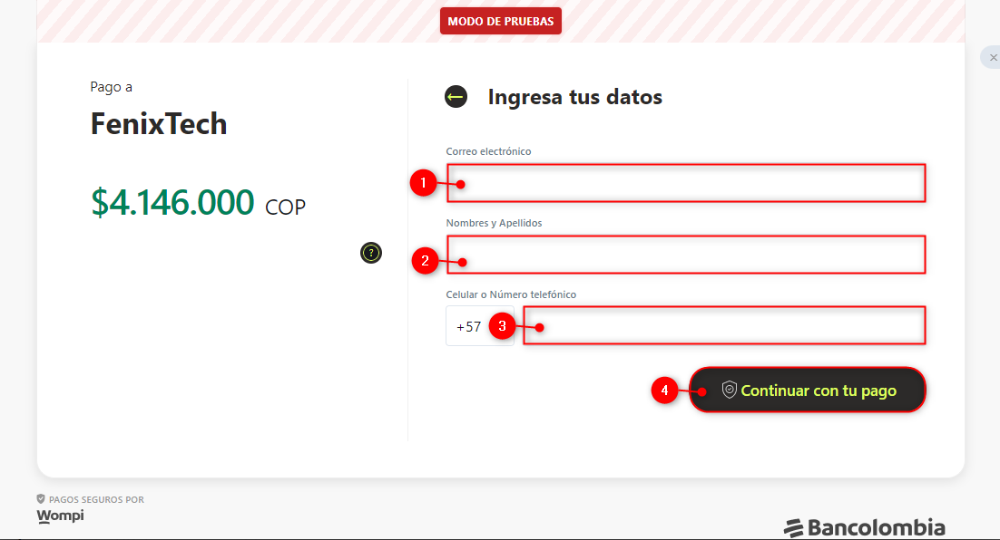 MODO DE PRUEBAS
Pago a
FenixTech
$4.146.000 COP
?
Ingresa tus datos
Correo electrónico
1
Nombres y Apellidos
2
Celular o Número telefónico
+57
3
4
Continuar con tu pago
PAGOS SEGUROS POR
Wompi
Bancolombia